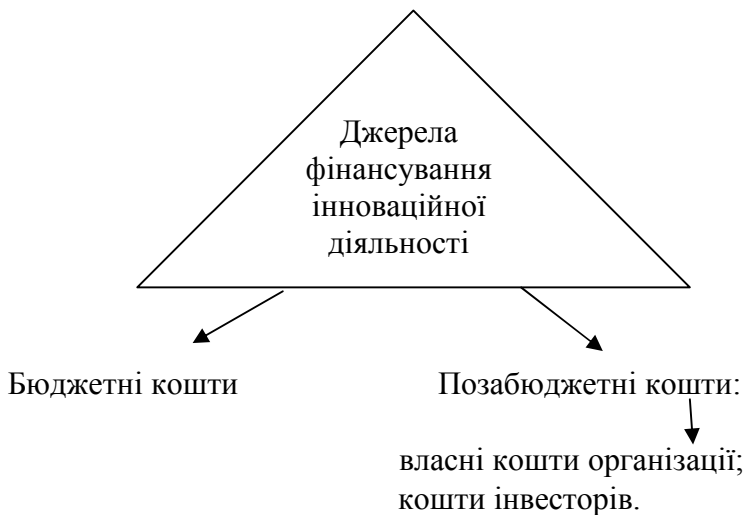 Джерела
фінансування
інноваційної
діяльності
Бюджетні кошти
Позабюджетні кошти:
власні кошти організації;
кошти інвесторів.